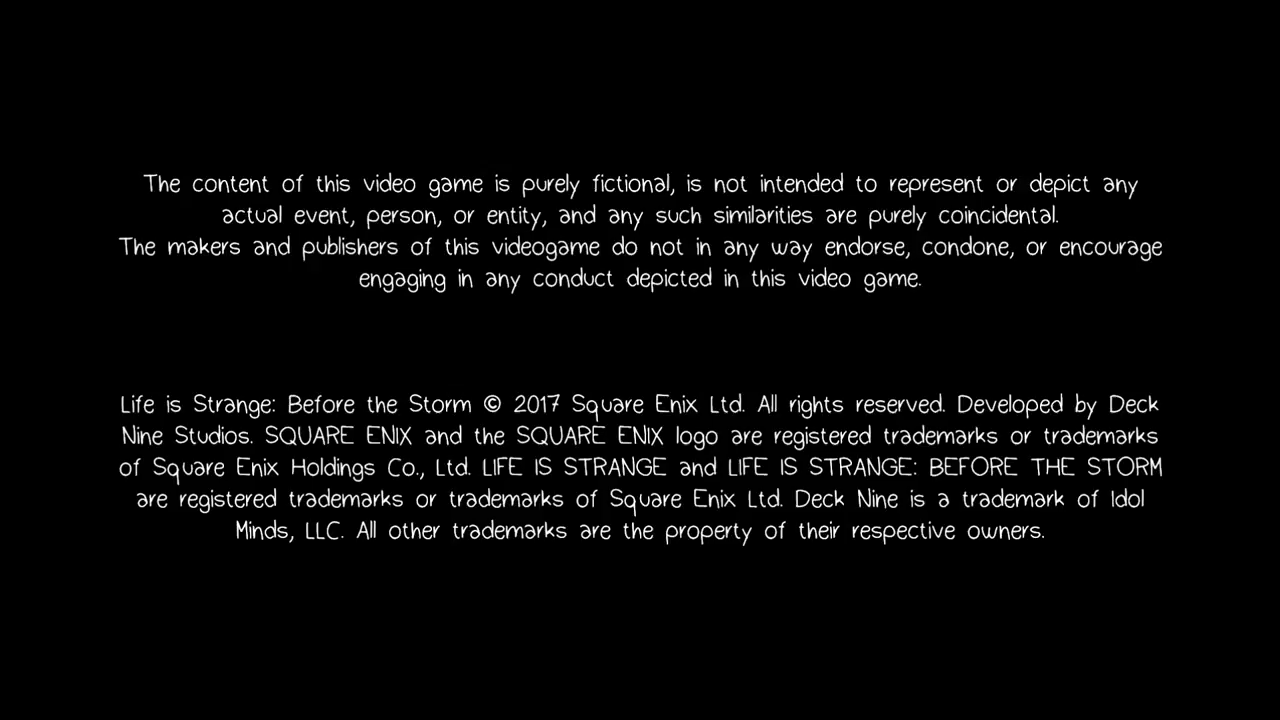 The content of this video game is purely fictional, is not intended to represent or depict any
actual event, person, or entity, and any such similarities are purely coincidental.
The makers and publishers of this videogame do not in any way endorse, condone, or encourage
engaging in any conduct depicted in this video game.
Life is Strange: Before the Storm © 2017 Square Enix Ltd. All rights reserved. Developed by Deck
Nine Studios. SQUARE ENIX and the SQUARE ENIX logo are registered trademarks or trademarks
of Square Enix Holdings Co., Ltd. LIFE IS STRANGE and LIFE IS STRANGE: BEFORE THE STORM
are registered trademarks or trademarks of Square Enix Ltd. Deck Nine is a trademark of Idol
Minds, LLC. All other trademarks are the property of their respective owners.